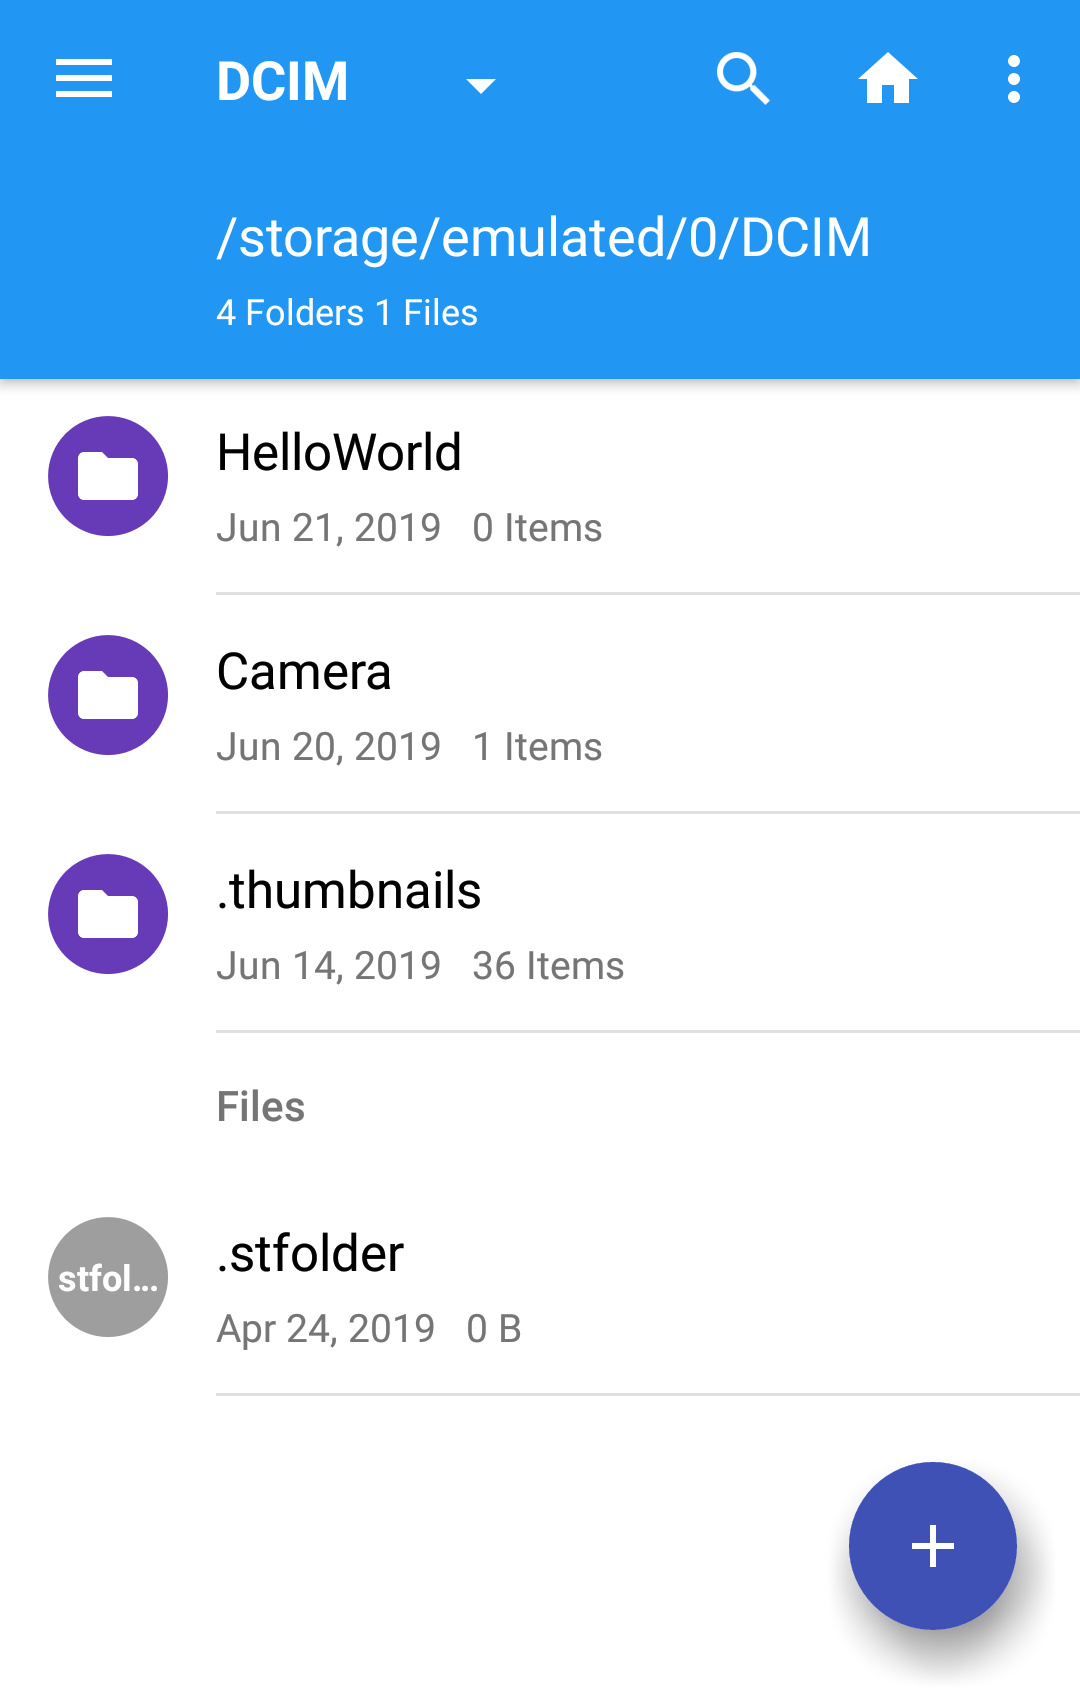 DCIM
/storage/emulated/0/DCIM
4 Folders 1 Files
HelloWorld
Jun 21, 2019 0 Items
Camera
Jun 20, 2019 1 Items
.thumbnails
Jun 14, 2019 36 Items
Files
stfol...
.stfolder
Apr 24, 2019 0 B